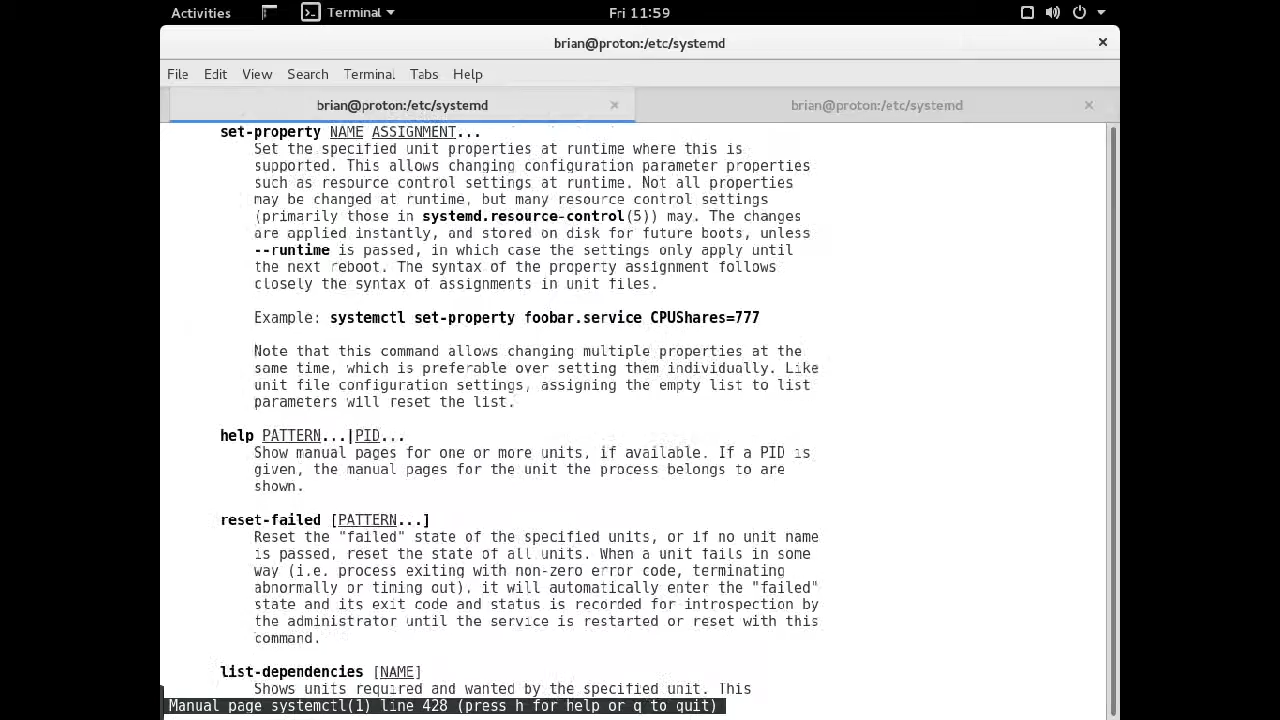 Activities Terminal Fri 11:59
brian@proton:/etc/systemd
File Edit View Search Terminal Tabs Help
brian@proton:/etc/systemd × brian@proton:/etc/systemd ×
set-property NAME ASSIGNMENT...
Set the specified unit properties at runtime where this is
supported. This allows changing configuration parameter properties
such as resource control settings at runtime. Not all properties
may be changed at runtime, but many resource control settings
(primarily those in systemd.resource-control(5)) may. The changes
are applied instantly, and stored on disk for future boots, unless
--runtime is passed, in which case the settings only apply until
the next reboot. The syntax of the property assignment follows
closely the syntax of assignments in unit files.
Example: systemctl set-property foobar.service CPUShares=777
Note that this command allows changing multiple properties at the
same time, which is preferable over setting them individually. Like
unit file configuration settings, assigning the empty list to list
parameters will reset the list.
help PATTERN...|PID...
Show manual pages for one or more units, if available. If a PID is
given, the manual pages for the unit the process belongs to are
shown.
reset-failed [PATTERN...]
Reset the "failed" state of the specified units, or if no unit name
is passed, reset the state of all units. When a unit fails in some
way (i.e. process exiting with non-zero error code, terminating
abnormally or timing out), it will automatically enter the "failed"
state and its exit code and status is recorded for introspection by
the administrator until the service is restarted or reset with this
command.
list-dependencies [NAME]
Shows units required and wanted by the specified unit. This
Manual page systemctl(1) line 428 (press h for help or q to quit)